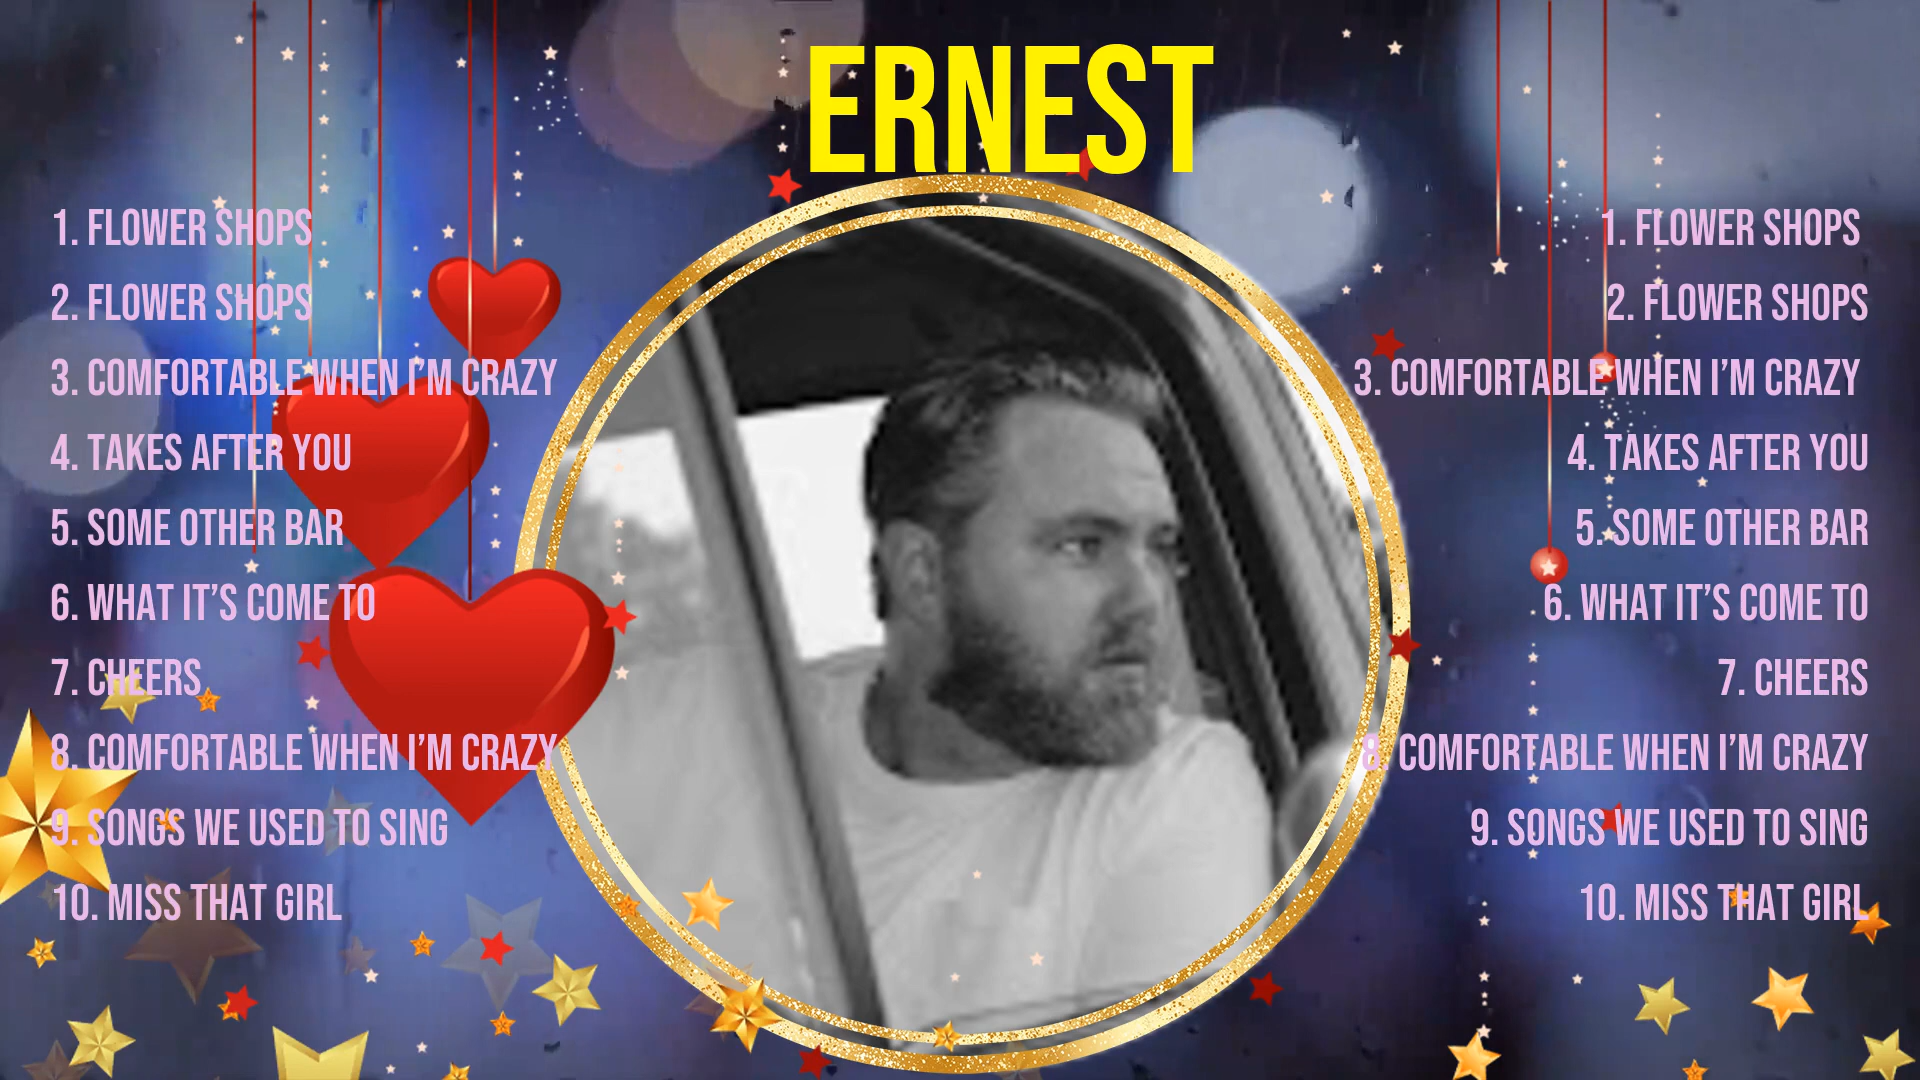 ERNEST
1. FLOWER SHOPS
2. FLOWER SHOPS
3. COMFORTABLE WHEN I'M CRAZY
4. TAKES AFTER YOU
5. SOME OTHER BAR
6. WHAT IT'S COME TO
7. CHEERS
8. COMFORTABLE WHEN I'M CRAZY
9. SONGS WE USED TO SING
10. MISS THAT GIRL
1. FLOWER SHOPS
2. FLOWER SHOPS
3. COMFORTABLE WHEN I'M CRAZY
4. TAKES AFTER YOU
5. SOME OTHER BAR
6. WHAT IT'S COME TO
7. CHEERS
8. COMFORTABLE WHEN I'M CRAZY
9. SONGS WE USED TO SING
10. MISS THAT GIRL